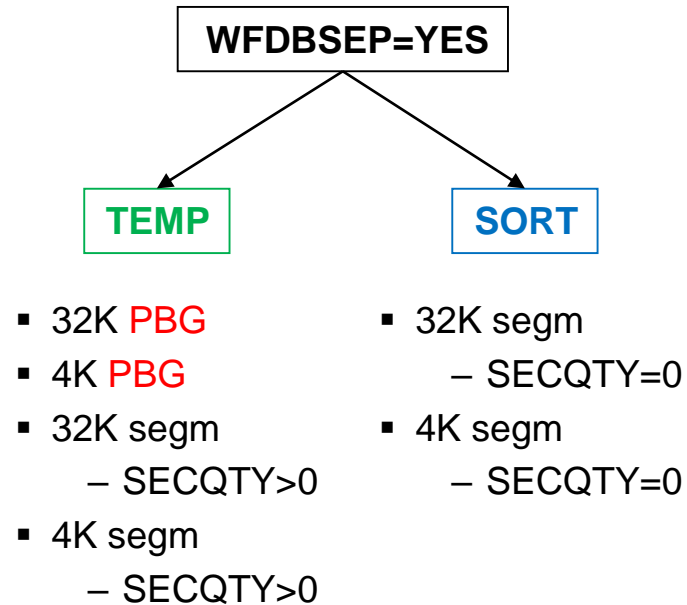 WFDBSEP=YES
TEMP
▪ 32K PBG
▪ 4K PBG
▪ 32K segm
– SECQTY>0
▪ 4K segm
– SECQTY>0
SORT
▪ 32K segm
– SECQTY=0
▪ 4K segm
– SECQTY=0